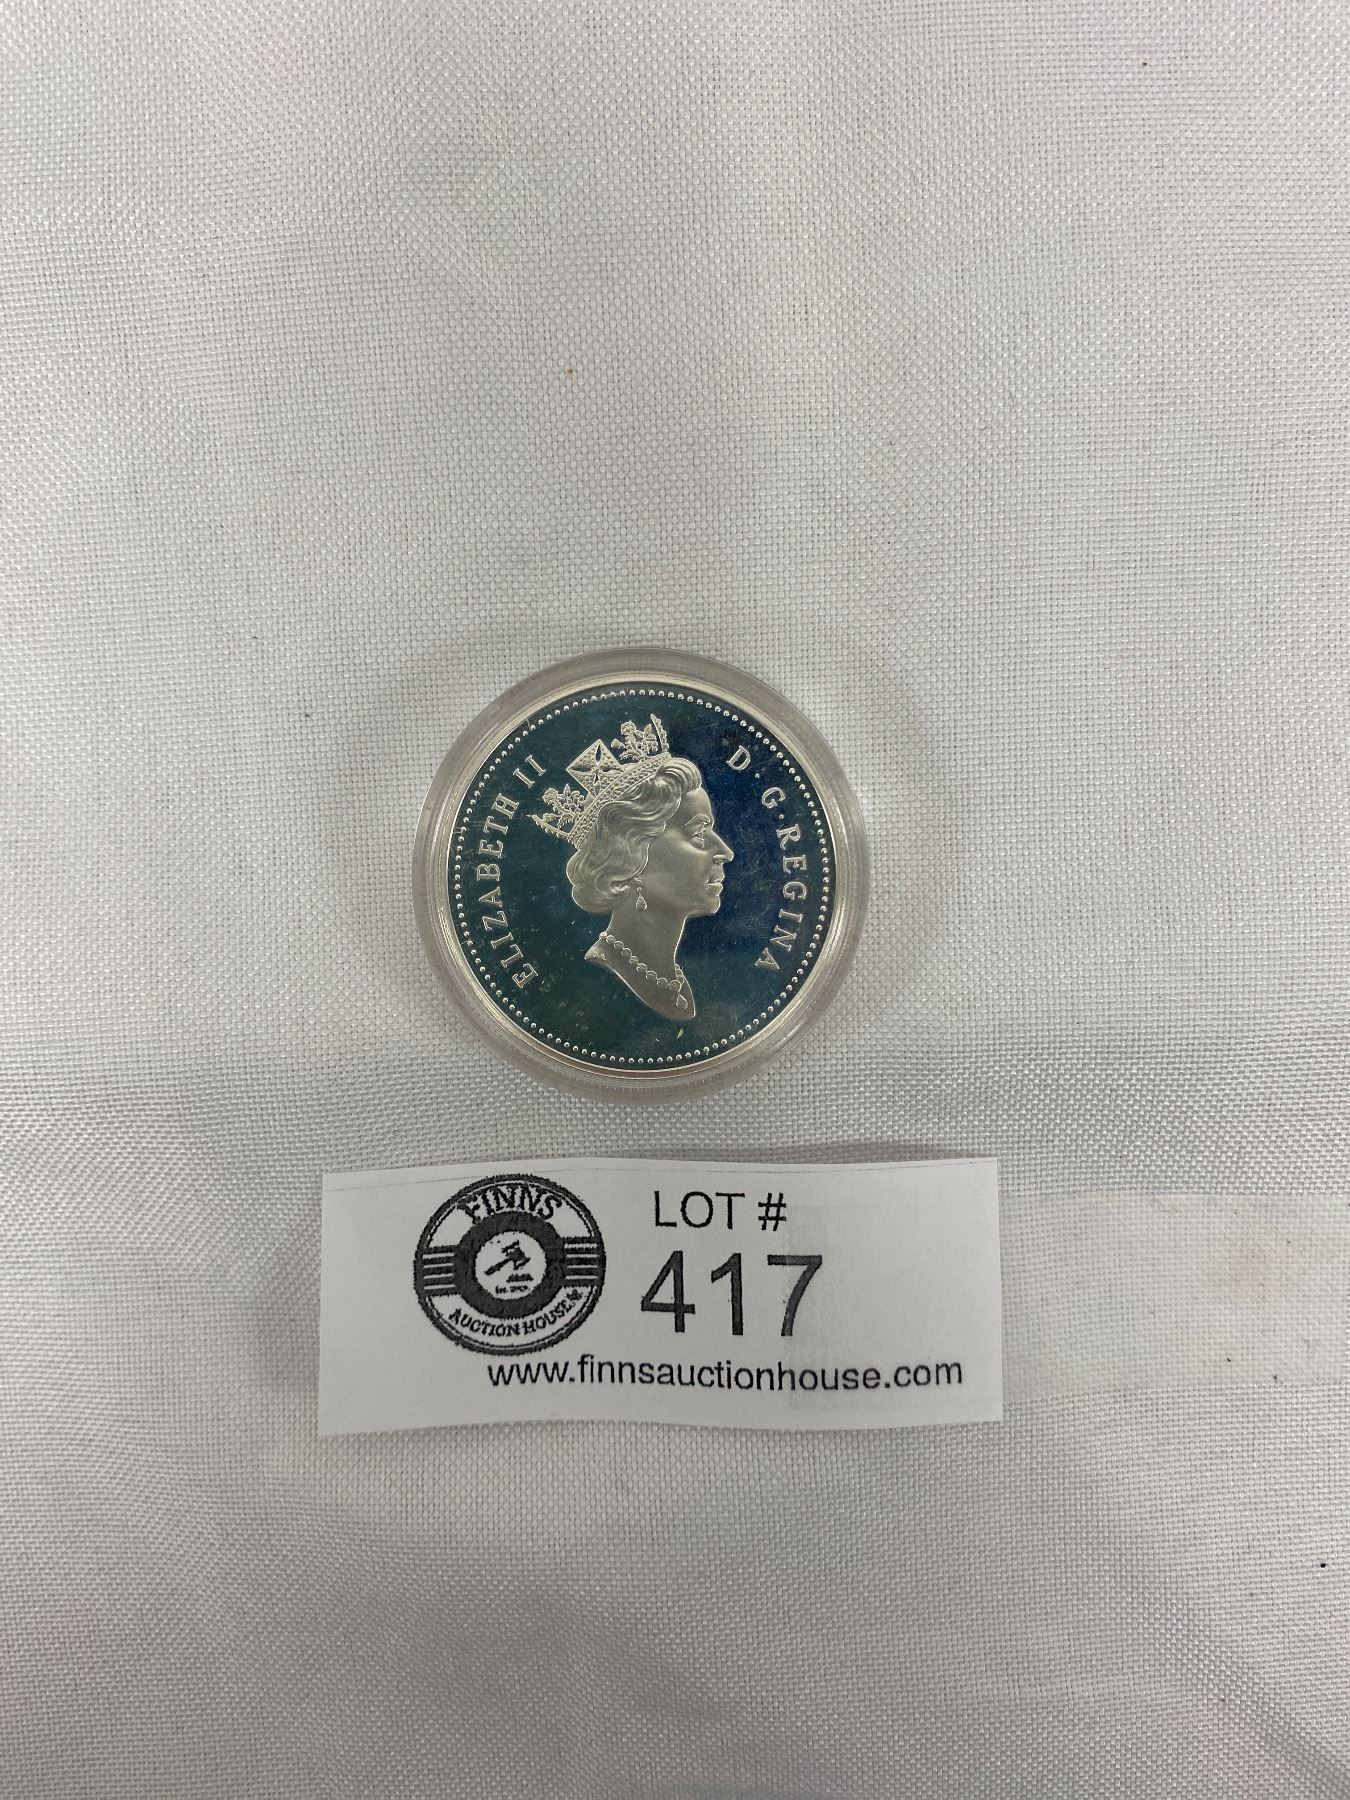 ELIZABETH II D·G·REGINA
FINNS
AUCTION HOUSE
LOT #
417
www.finnsauctionhouse.com